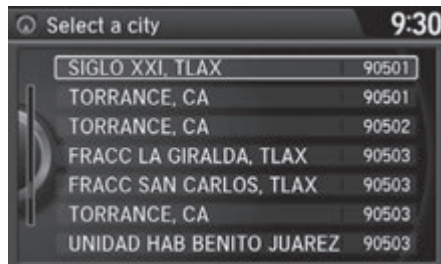 Select a city
9:30
SIGLO XXI, TLAX 90501
TORRANCE, CA 90501
TORRANCE, CA 90502
FRACC LA GIRALDA, TLAX 90503
FRACC SAN CARLOS, TLAX 90503
TORRANCE, CA 90503
UNIDAD HAB BENITO JUAREZ 90503